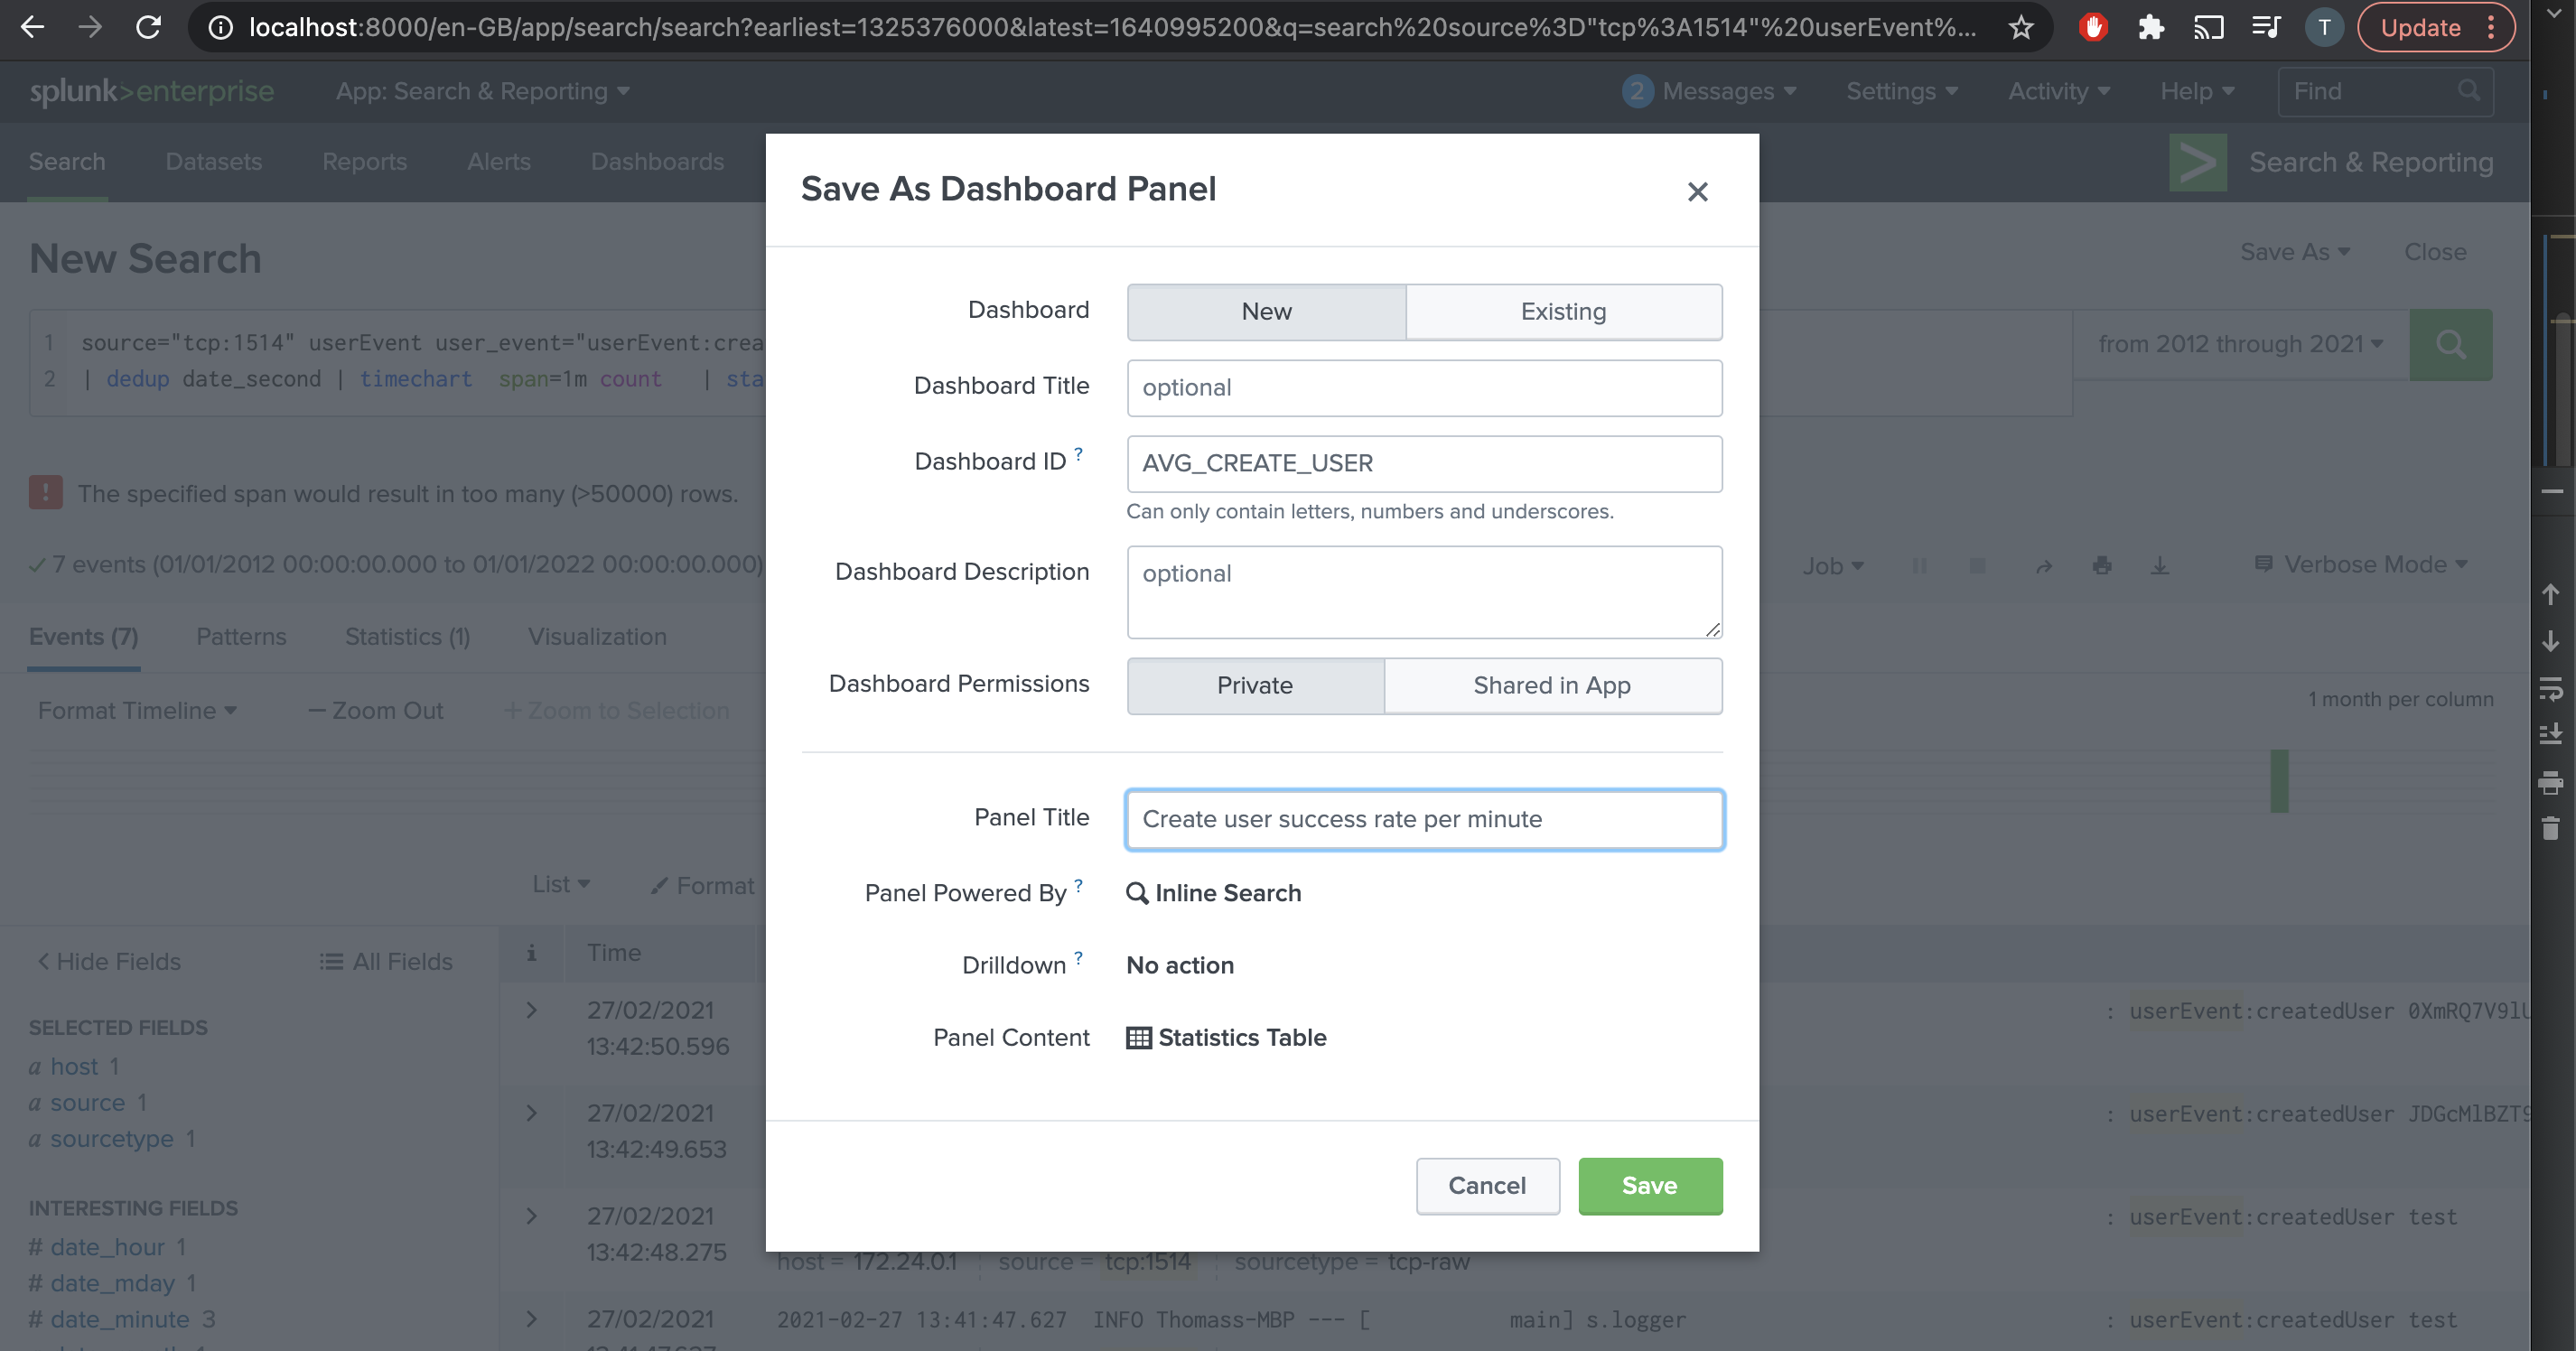 localhost:8000/en-GB/app/search/search?earliest=1325376000&latest=1640995200&q=search%20source%3D"tcp%3A1514"%20userEvent%...
T
Update
splunk>enterprise
App: Search & Reporting
2 Messages
Settings
Activity
Help
Find
Search
Datasets
Reports
Alerts
Dashboards
Search & Reporting
New Search
Save As
Close
1 source="tcp:1514" userEvent user_event="userEvent:crea
2 | dedup date_second | timechart span=1m count | sta
from 2012 through 2021
! The specified span would result in too many (>50000) rows.
7 events (01/01/2012 00:00:00.000 to 01/01/2022 00:00:00.000)
Job
Verbose Mode
Events (7)
Patterns
Statistics (1)
Visualization
Format Timeline
— Zoom Out
+ Zoom to Selection
1 month per column
List
Format
< Hide Fields
All Fields
i
Time
SELECTED FIELDS
a host 1
a source 1
a sourcetype 1
INTERESTING FIELDS
# date_hour 1
# date_mday 1
# date_minute 3
27/02/2021
13:42:50.596
: userEvent:createdUser 0XmRQ7V9lU
27/02/2021
13:42:49.653
: userEvent:createdUser JDGcMlBZT9
27/02/2021
13:42:48.275
: userEvent:createdUser test
host = 172.24.0.1
source = tcp:1514
sourcetype = tcp-raw
27/02/2021
2021-02-27 13:41:47.627 INFO Thomass-MBP --- [ main] s.logger : userEvent:createdUser test
Save As Dashboard Panel
×
Dashboard
New
Existing
Dashboard Title
optional
Dashboard ID ?
AVG_CREATE_USER
Can only contain letters, numbers and underscores.
Dashboard Description
optional
Dashboard Permissions
Private
Shared in App
Panel Title
Create user success rate per minute
Panel Powered By ?
Inline Search
Drilldown ?
No action
Panel Content
Statistics Table
Cancel
Save